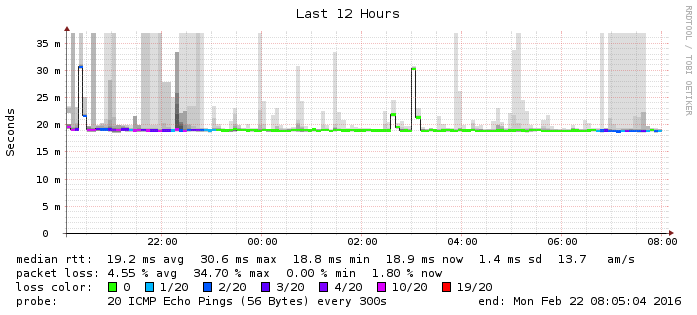 Last 12 Hours
RRDTOOL / TOBI OETIKER
Seconds
35 m
30 m
25 m
20 m
15 m
10 m
5 m
0
22:00 00:00 02:00 04:00 06:00 08:00
median rtt: 19.2 ms avg 30.6 ms max 18.8 ms min 18.9 ms now 1.4 ms sd 13.7 am/s
packet loss: 4.55 % avg 34.70 % max 0.00 % min 1.80 % now
loss color: 0 1/20 2/20 3/20 4/20 10/20 19/20
probe: 20 ICMP Echo Pings (56 Bytes) every 300s end: Mon Feb 22 08:05:04 2016